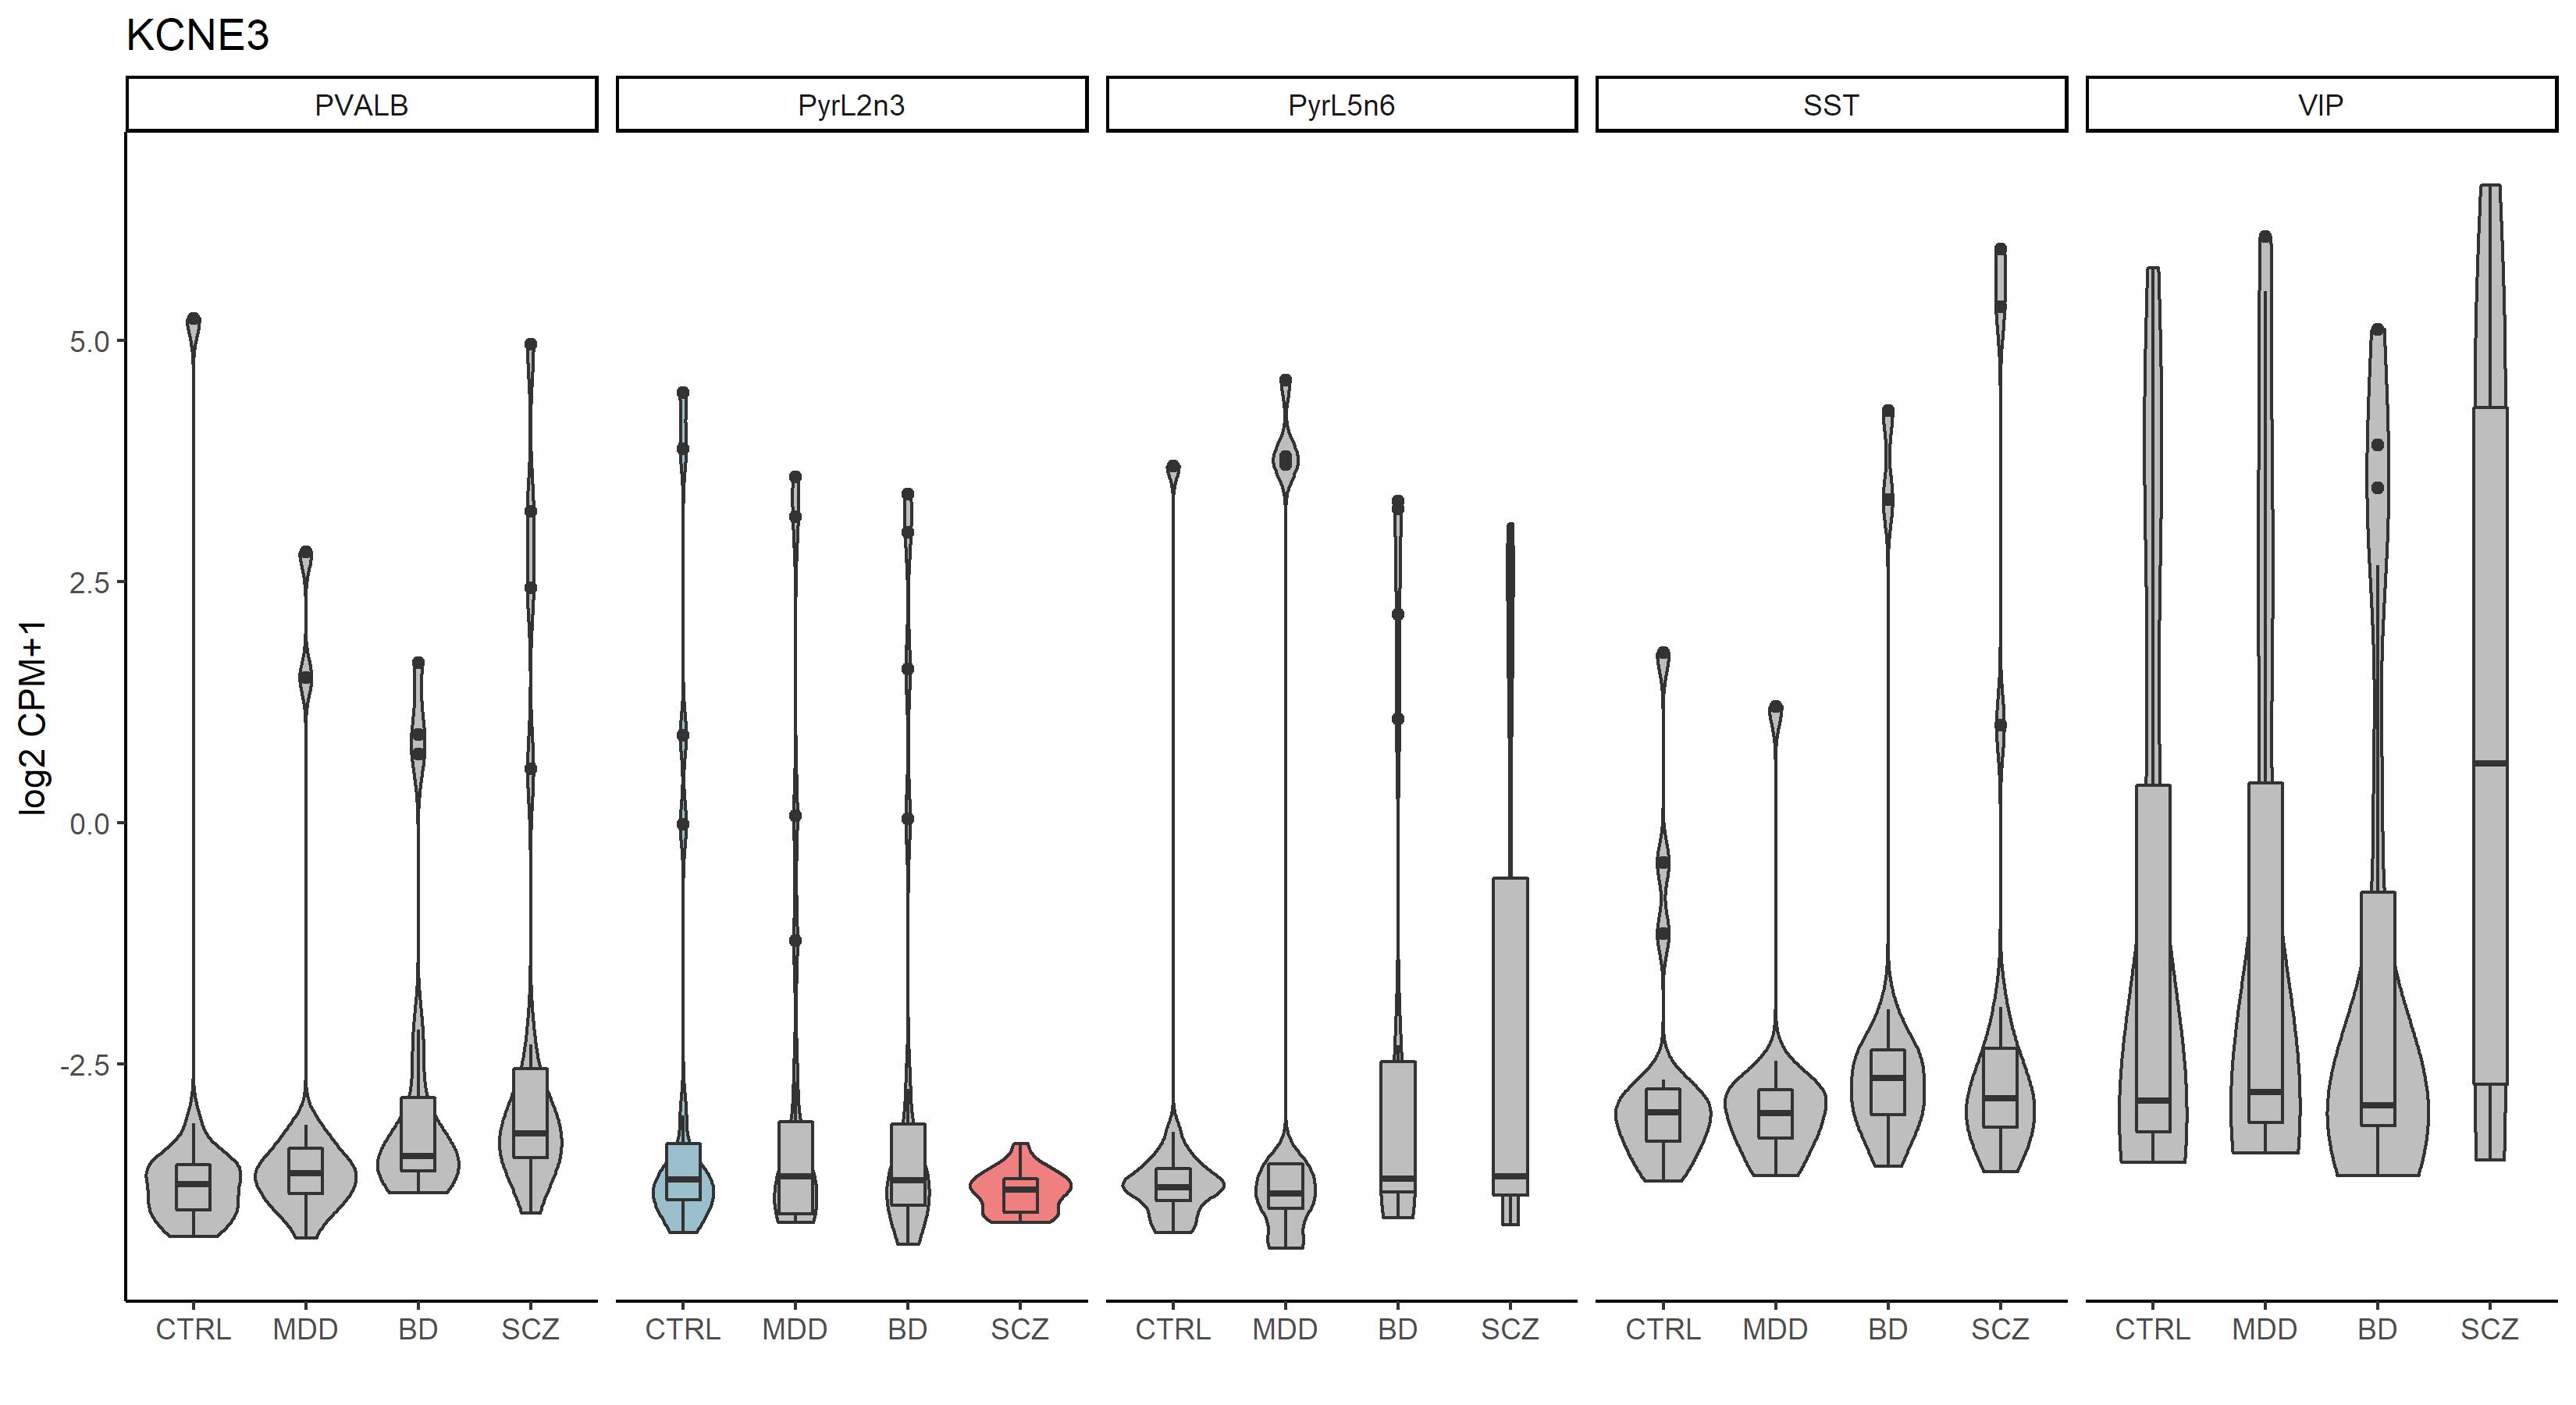 KCNE3
PVALB PyrL2n3 PyrL5n6 SST VIP
log2 CPM+1
5.0
2.5
0.0
-2.5
CTRL MDD BD SCZ CTRL MDD BD SCZ CTRL MDD BD SCZ CTRL MDD BD SCZ CTRL MDD BD SCZ